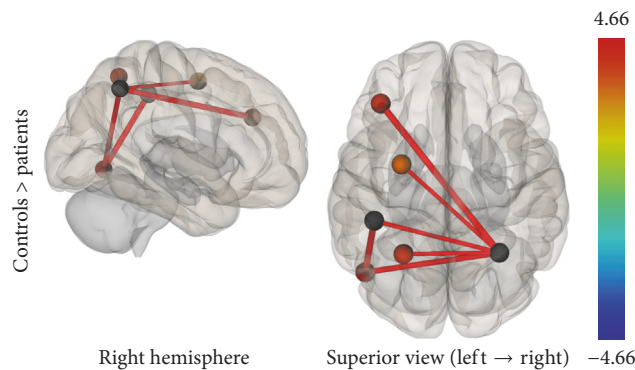 4.66
Controls > patients
Right hemisphere
Superior view (left → right)
−4.66